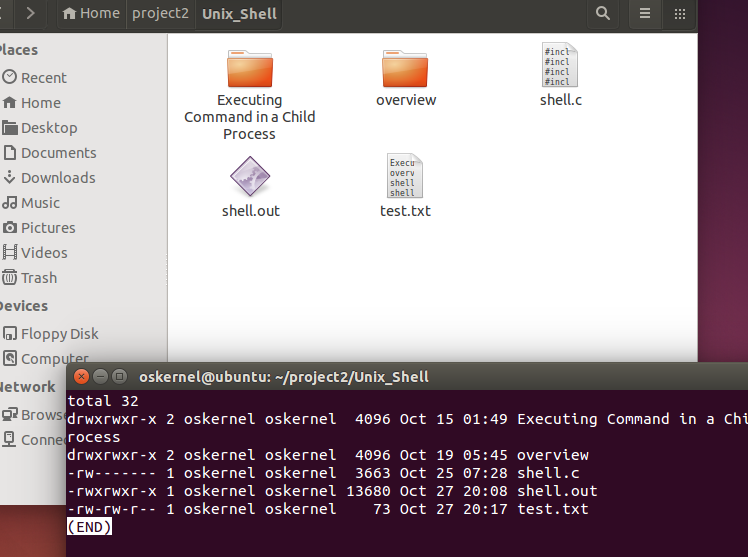 Home project2 Unix_Shell
Places
Recent
Home
Desktop
Documents
Downloads
Music
Pictures
Videos
Trash
Devices
Floppy Disk
Computer
Network
Brows
Conne
Executing
Command in a Child
Process
overview
#incl
#incl
#incl
#incl
shell.c
shell.out
Execu
overv
shell
shell
test.txt
oskernel@ubuntu: ~/project2/Unix_Shell
total 32
drwxrwxr-x 2 oskernel oskernel  4096 Oct 15 01:49 Executing Command in a Chi
rocess
drwxrwxr-x 2 oskernel oskernel  4096 Oct 19 05:45 overview
-rw------- 1 oskernel oskernel  3663 Oct 25 07:28 shell.c
-rwxrwxr-x 1 oskernel oskernel 13680 Oct 27 20:08 shell.out
-rw-rw-r-- 1 oskernel oskernel    73 Oct 27 20:17 test.txt
(END)